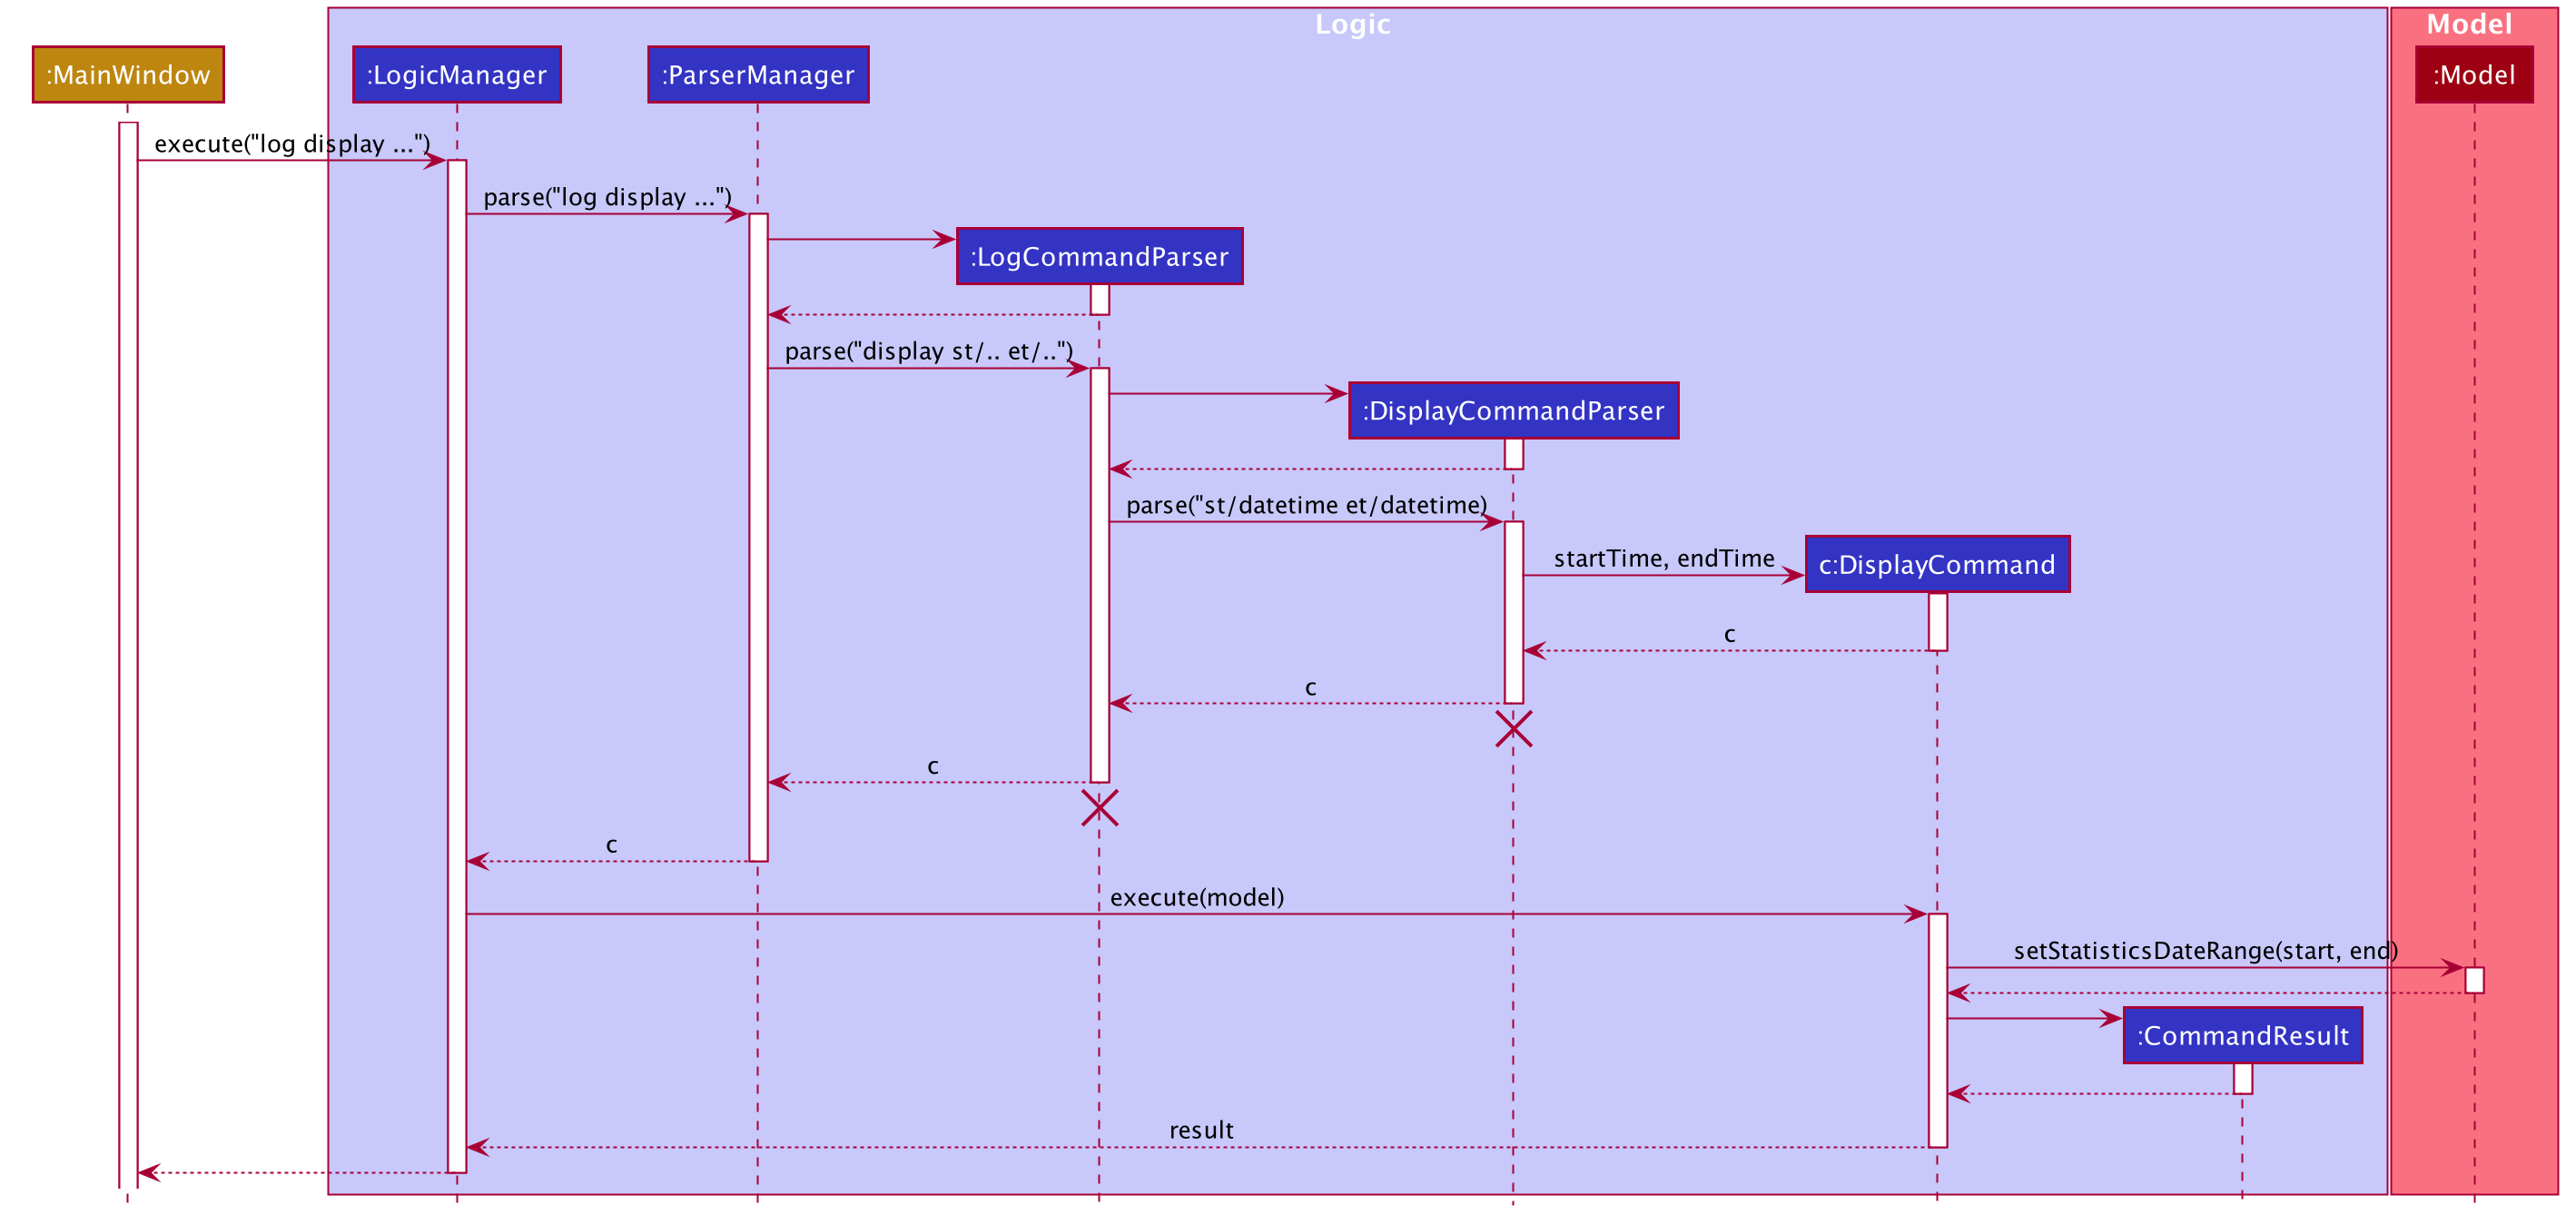 Logic
Model
:MainWindow
:LogicManager
:ParserManager
:Model
execute("log display ...")
parse("log display ...")
:LogCommandParser
parse("display st/.. et/..")
:DisplayCommandParser
parse("st/datetime et/datetime)
startTime, endTime
c:DisplayCommand
c
c
c
c
execute(model)
setStatisticsDateRange(start, end)
:CommandResult
result